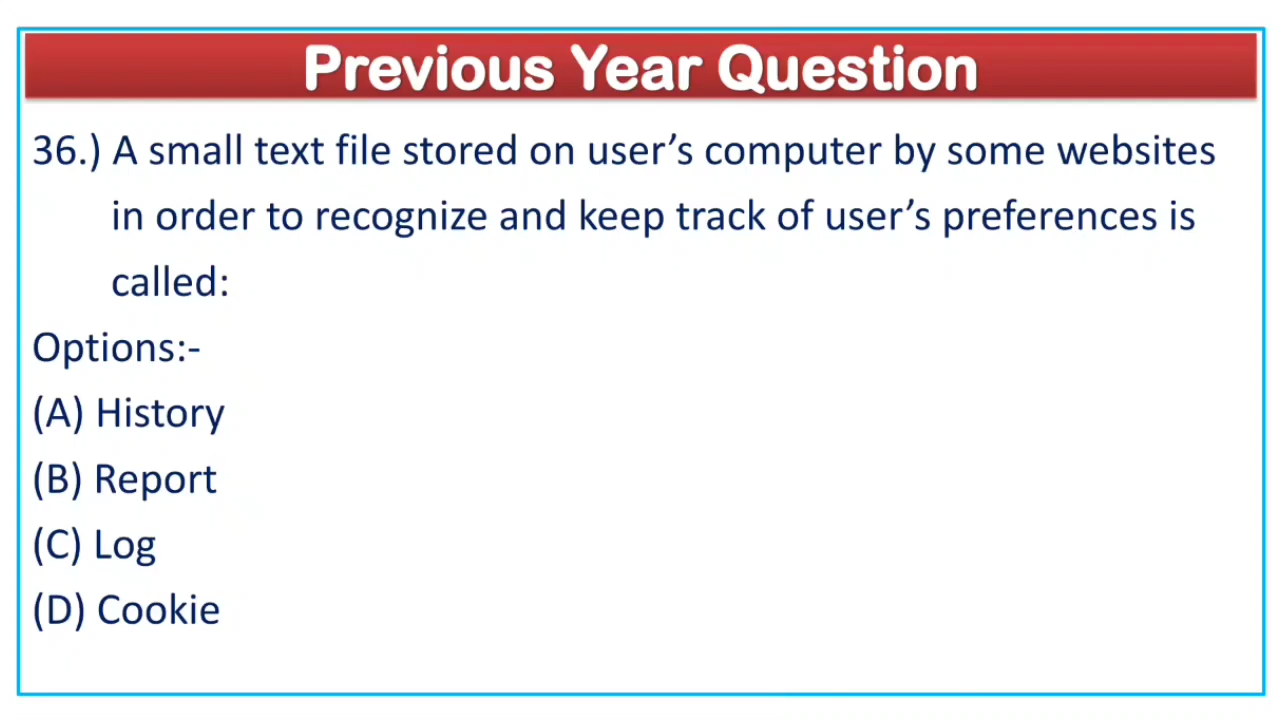 Previous Year Question
36.) A small text file stored on user’s computer by some websites
in order to recognize and keep track of user’s preferences is
called:
Options:-
(A) History
(B) Report
(C) Log
(D) Cookie